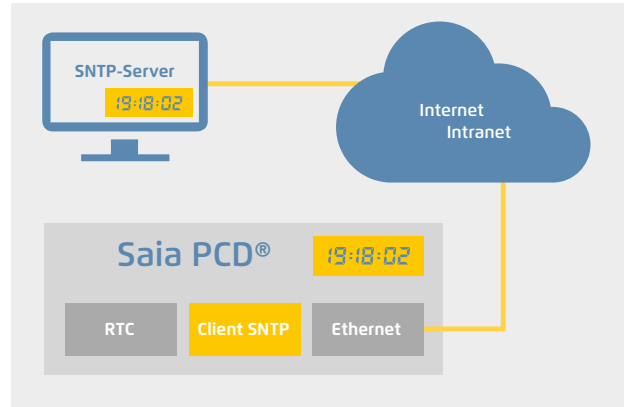 SNTP-Server
19:18:02
Internet
Intranet
Saia PCD®
19:18:02
RTC
Client SNTP
Ethernet